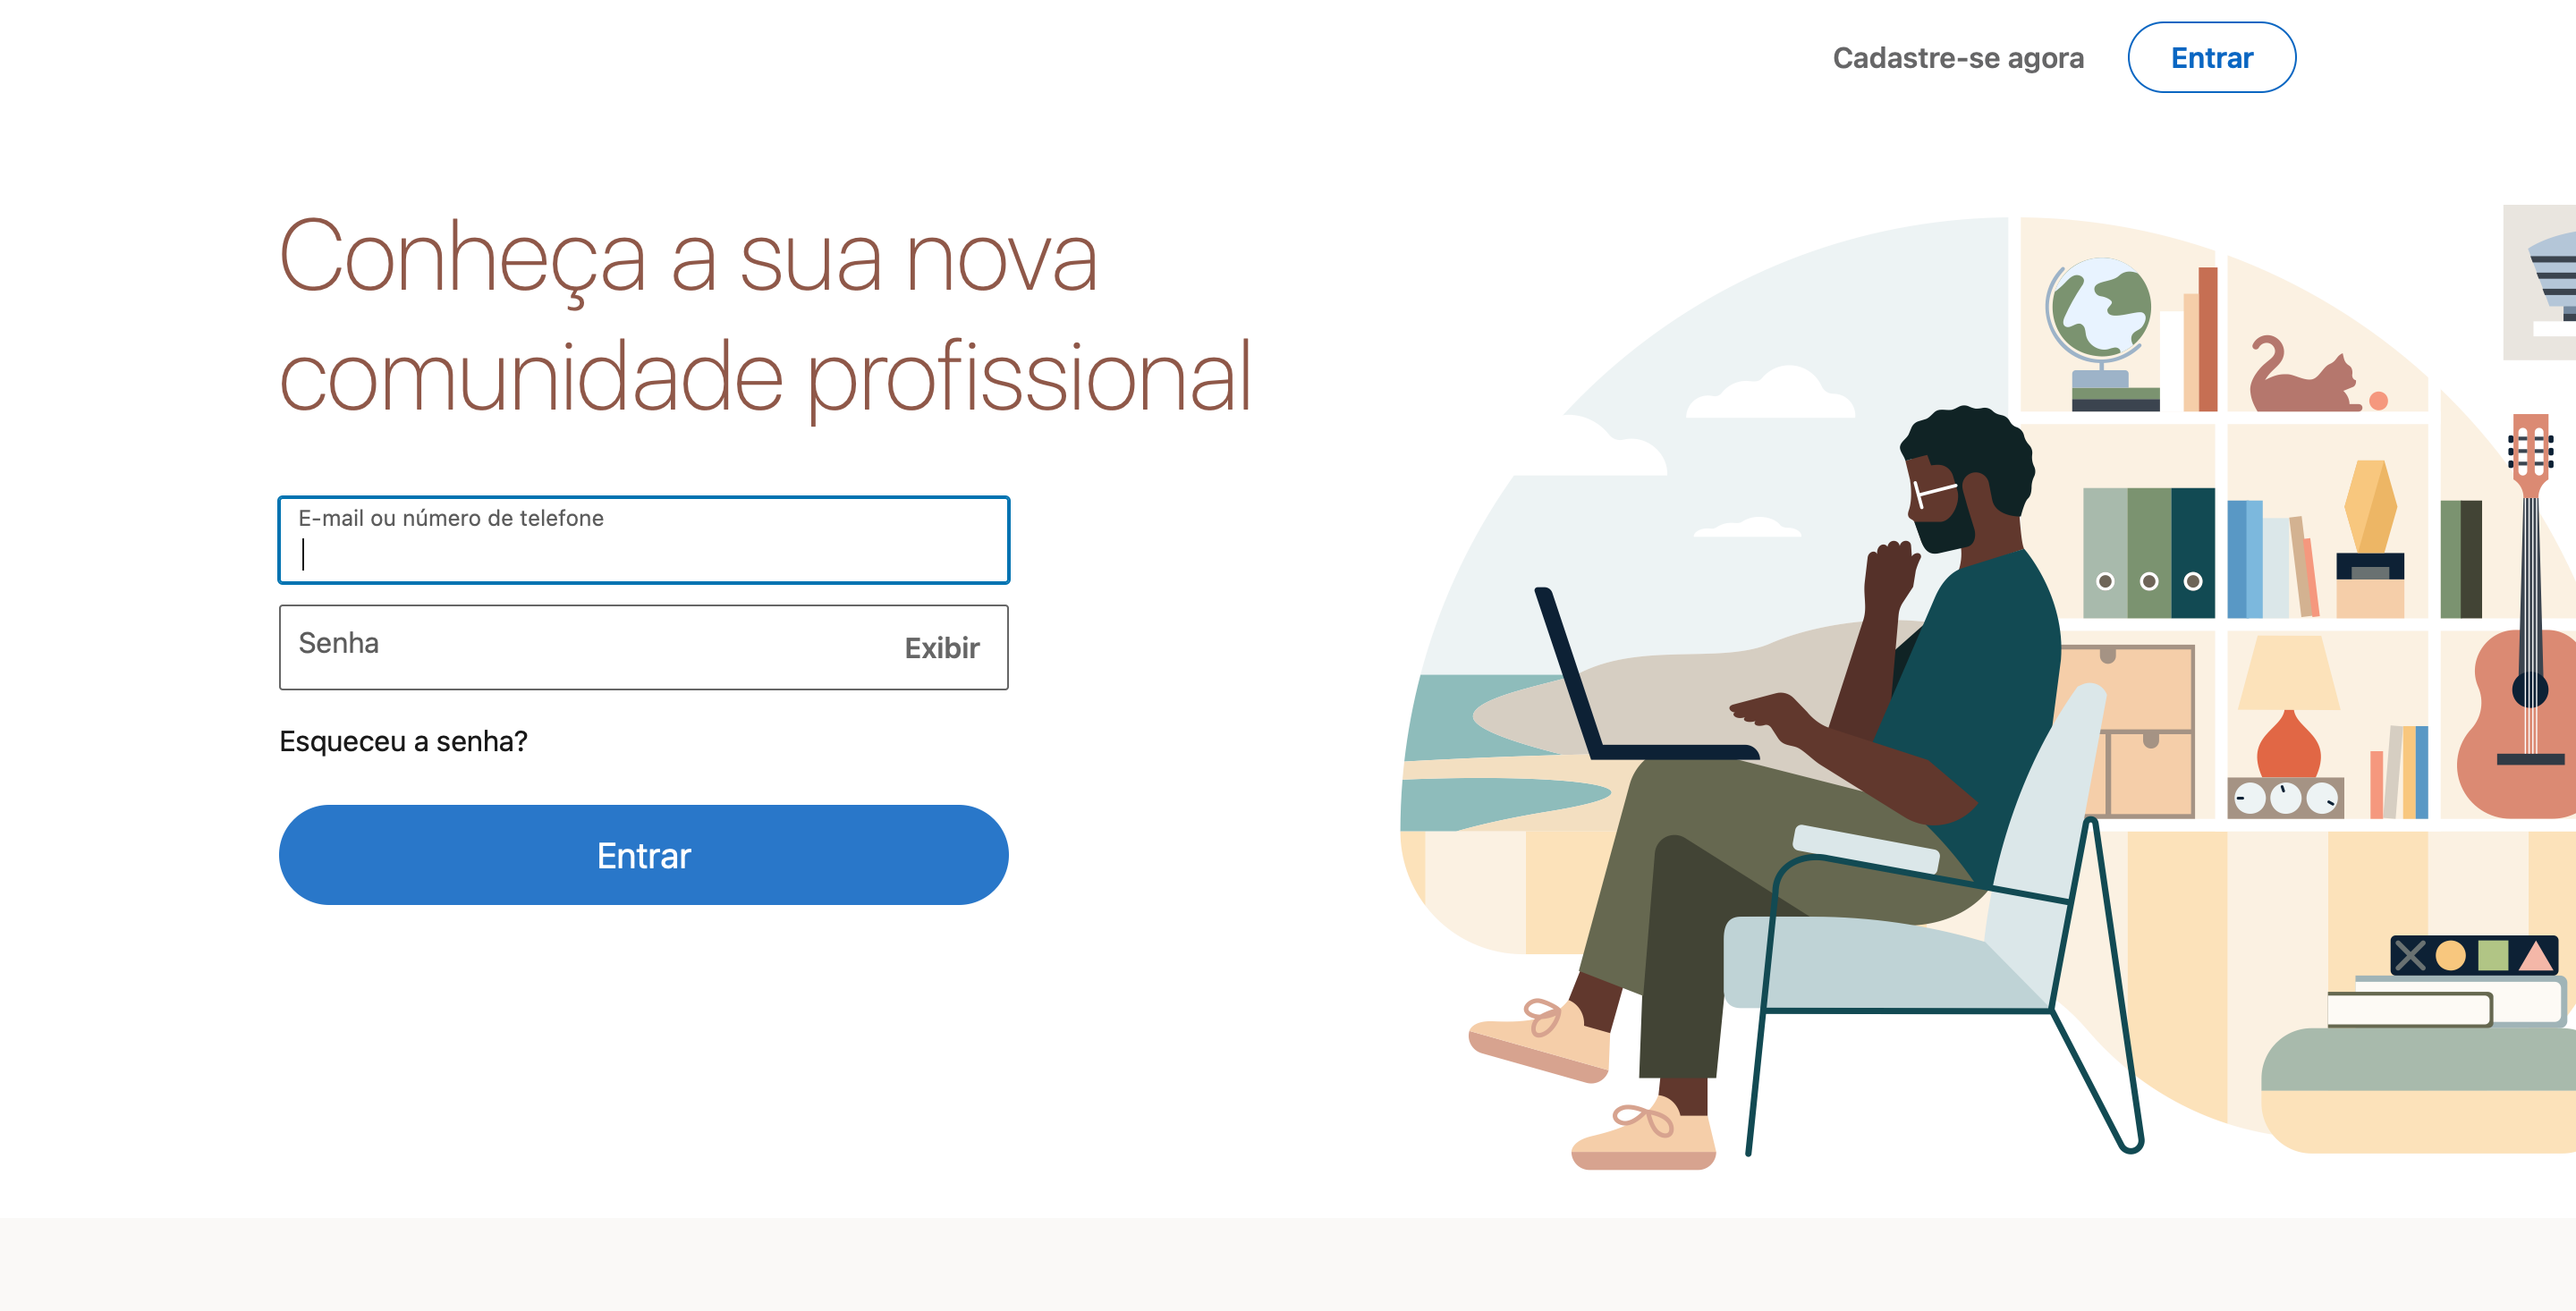 Cadastre-se agora
Entrar
Conheça a sua nova
comunidade profissional
E-mail ou número de telefone
Senha
Exibir
Esqueceu a senha?
Entrar